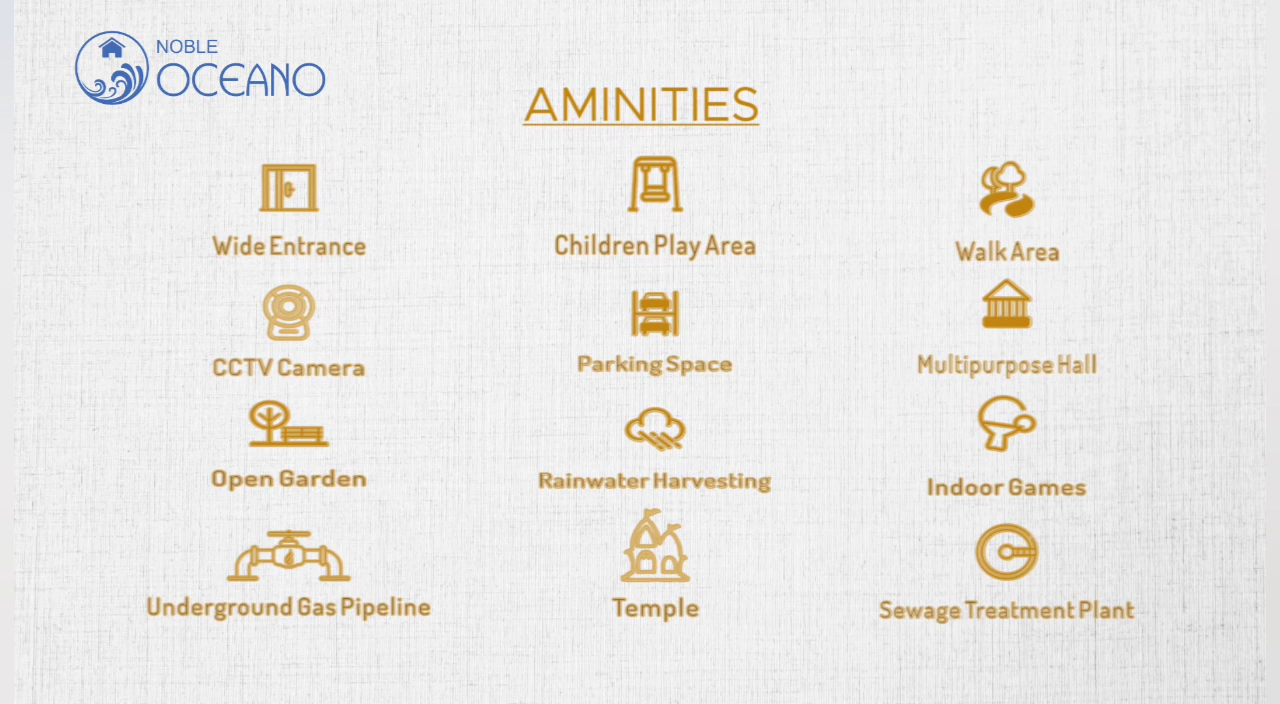 NOBLE
OCEANO
AMINITIES
Wide Entrance
Children Play Area
Walk Area
CCTV Camera
Parking Space
Multipurpose Hall
Open Garden
Rainwater Harvesting
Indoor Games
Underground Gas Pipeline
Temple
Sewage Treatment Plant